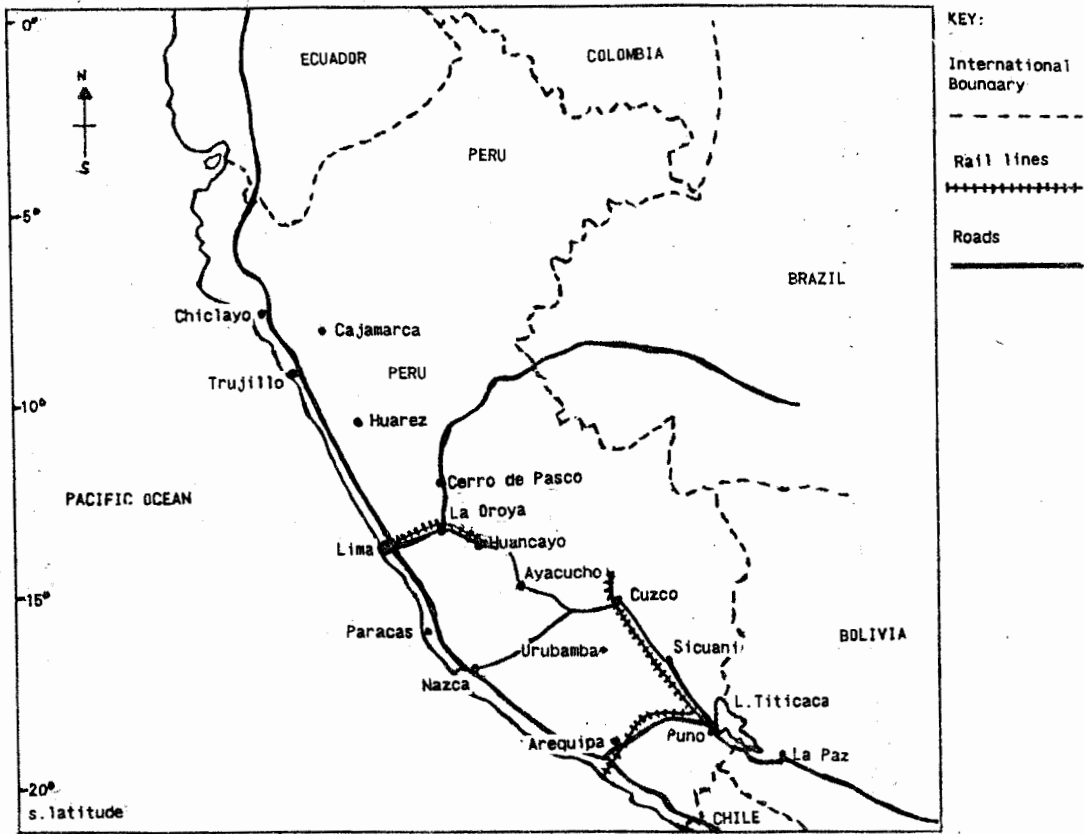 0°
ECUADOR
COLOMBIA
KEY:
International
Boundary
N
S
PERU
Rail lines
5°
Roads
BRAZIL
Chiclayo
Cajamarca
Trujillo
PERU
10°
Huarez
Cerro de Pasco
PACIFIC OCEAN
La Oroya
Lima
Huancayo
Ayacucho
15°
Cuzco
Paracas
BOLIVIA
Urubamba
Sicuani
Nazca
L.Titicaca
Arequipa
Puno
La Paz
20°
s.latitude
CHILE